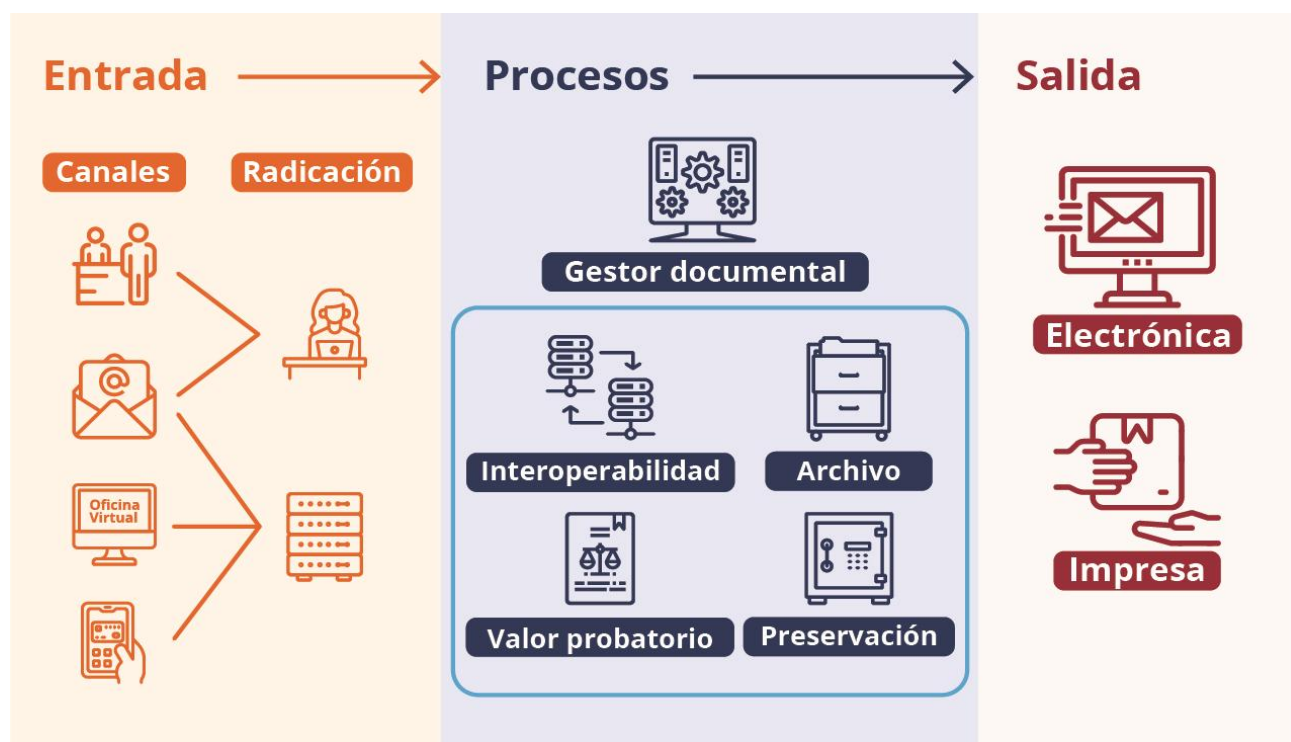 Entrada
Procesos
Salida
Canales
Radicación
Oficina
Virtual
Gestor documental
Interoperabilidad
Archivo
Valor probatorio
Preservación
Electrónica
Impresa